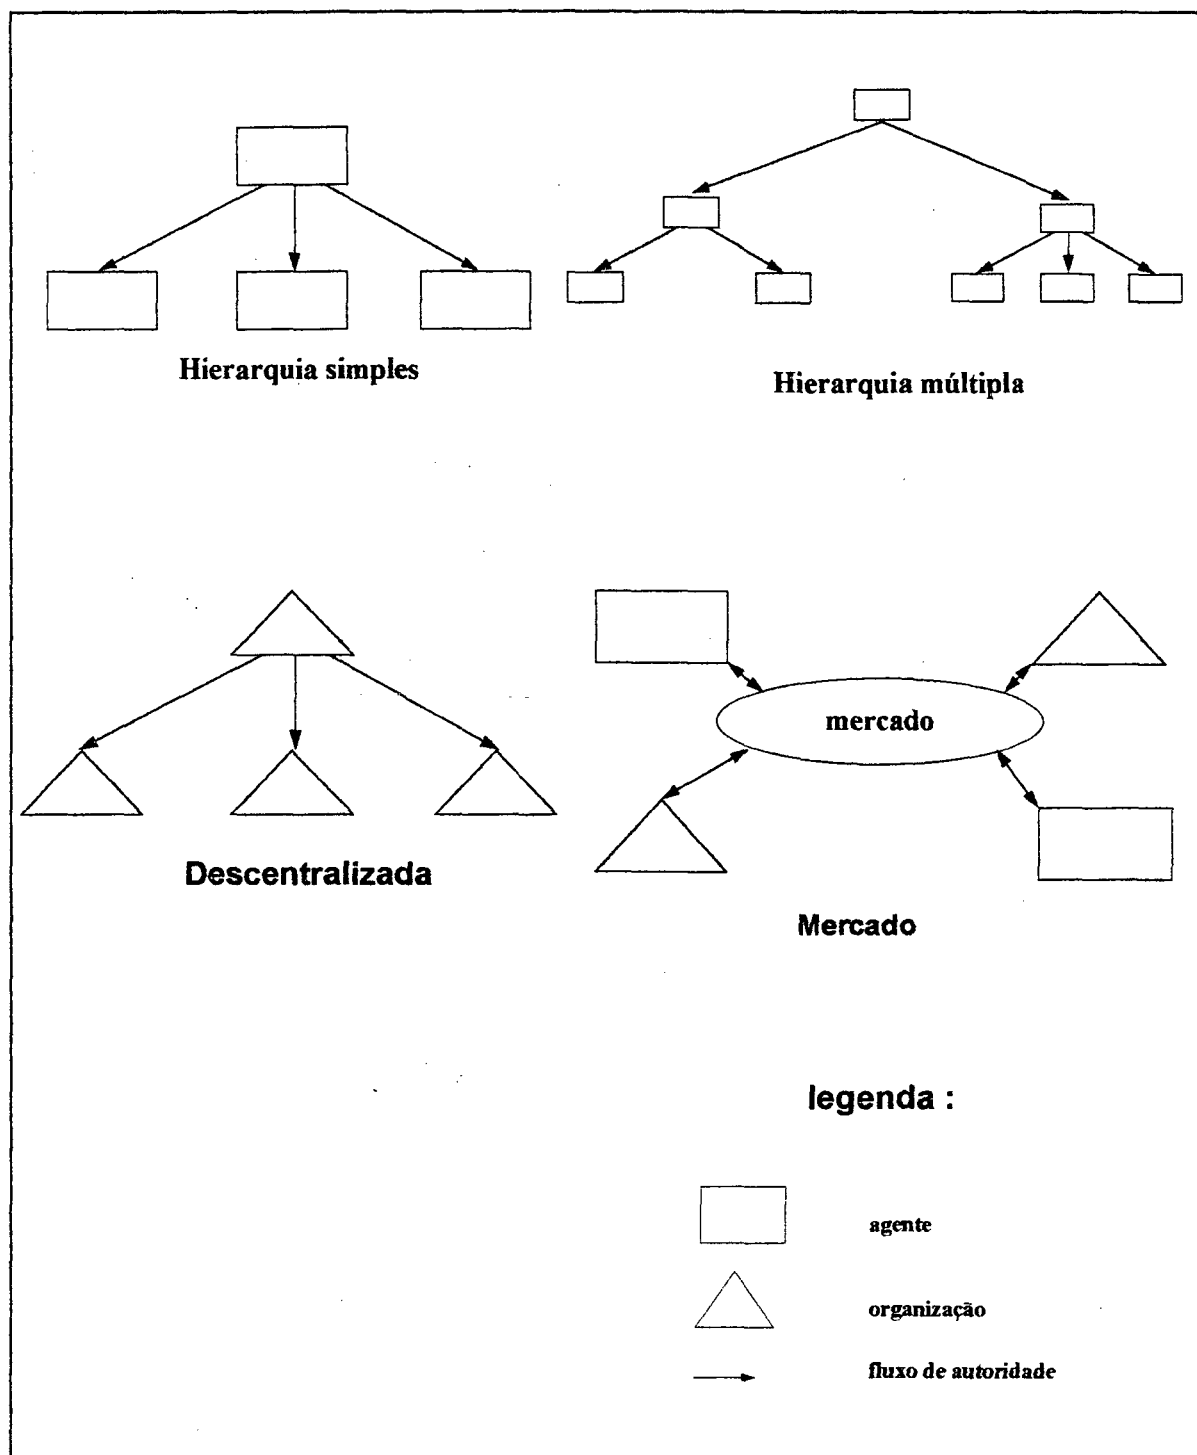 Hierarquia simples
Hierarquia múltipla
mercado
Descentralizada
Mercado
legenda :
agente
organização
fluxo de autoridade